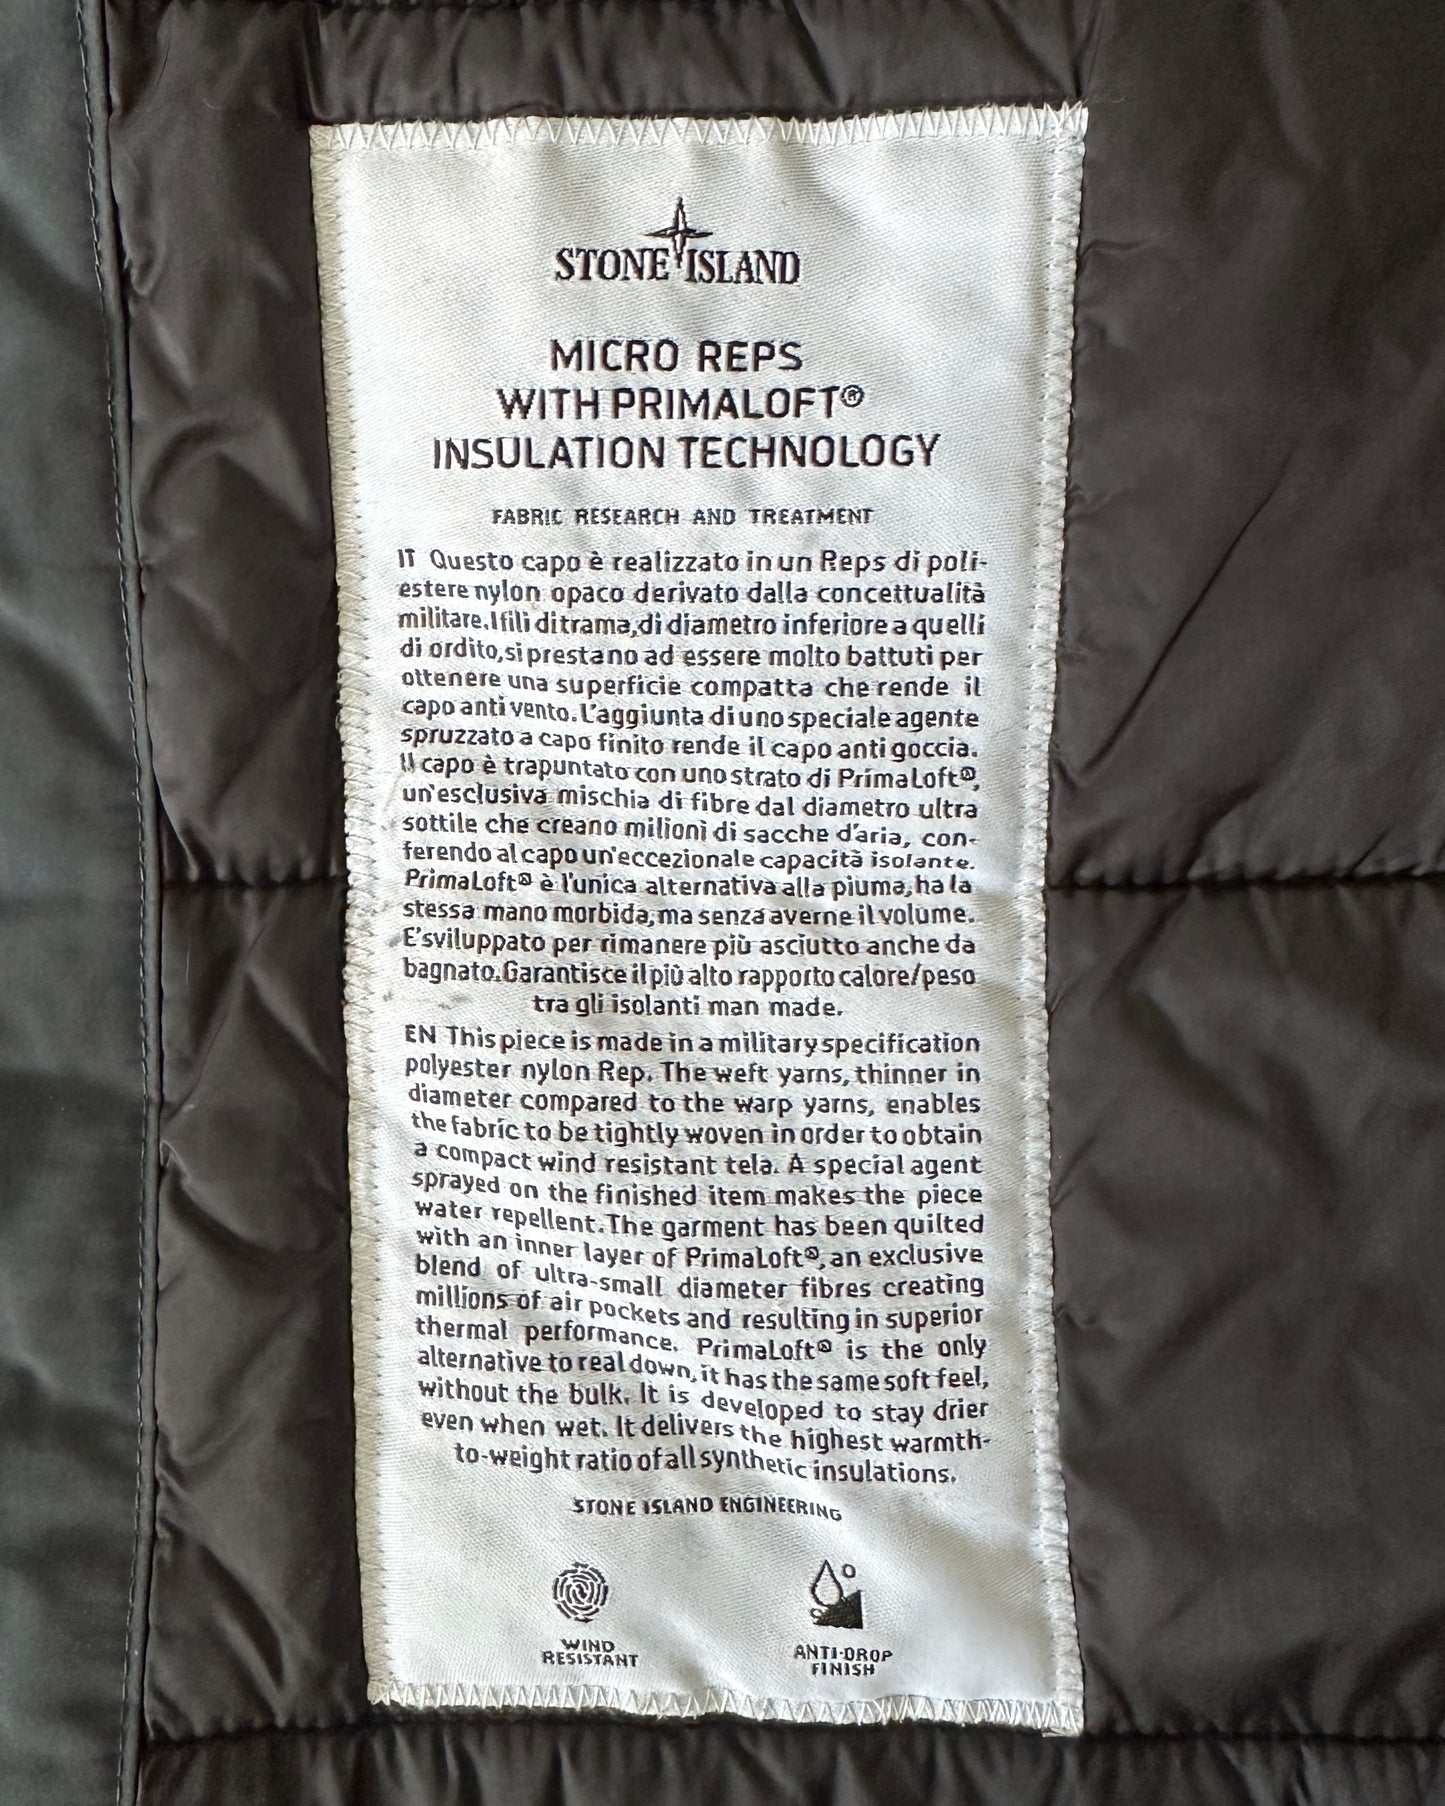 STONE ISLAND
MICRO REPS
WITH PRIMALOFT®
INSULATION TECHNOLOGY
FABRIC RESEARCH AND TREATMENT
IT Questo capo è realizzato in un Reps di poli-
estere nylon opaco derivato dalla concettualità
militare. I fili di trama, di diametro inferiore a quelli
di ordito, si prestano ad essere molto battuti per
ottenere una superficie compatta che rende il
capo anti vento. L'aggiunta di uno speciale agente
spruzzato a capo finito rende il capo anti goccia.
Il capo è trapuntato con uno strato di PrimaLoft®,
un'esclusiva mischia di fibre dal diametro ultra
sottile che creano milioni di sacche d'aria, con-
ferendo al capo un'eccezionale capacità isolante.
PrimaLoft® è l'unica alternativa alla piuma, ha la
stessa mano morbida, ma senza averne il volume.
E' sviluppato per rimanere più asciutto anche da
bagnato. Garantisce il più alto rapporto calore/peso
tra gli isolanti man made.
EN This piece is made in a military specification
polyester nylon Rep. The weft yarns, thinner in
diameter compared to the warp yarns, enables
the fabric to be tightly woven in order to obtain
a compact wind resistant tela. A special agent
sprayed on the finished item makes the piece
water repellent. The garment has been quilted
with an inner layer of PrimaLoft®, an exclusive
blend of ultra-small diameter fibres creating
millions of air pockets and resulting in superior
thermal performance. PrimaLoft® is the only
alternative to real down, it has the same soft feel,
without the bulk. It is developed to stay drier
even when wet. It delivers the highest warmth-
to-weight ratio of all synthetic insulations.
STONE ISLAND ENGINEERING
WIND
RESISTANT
ANTI-DROP
FINISH